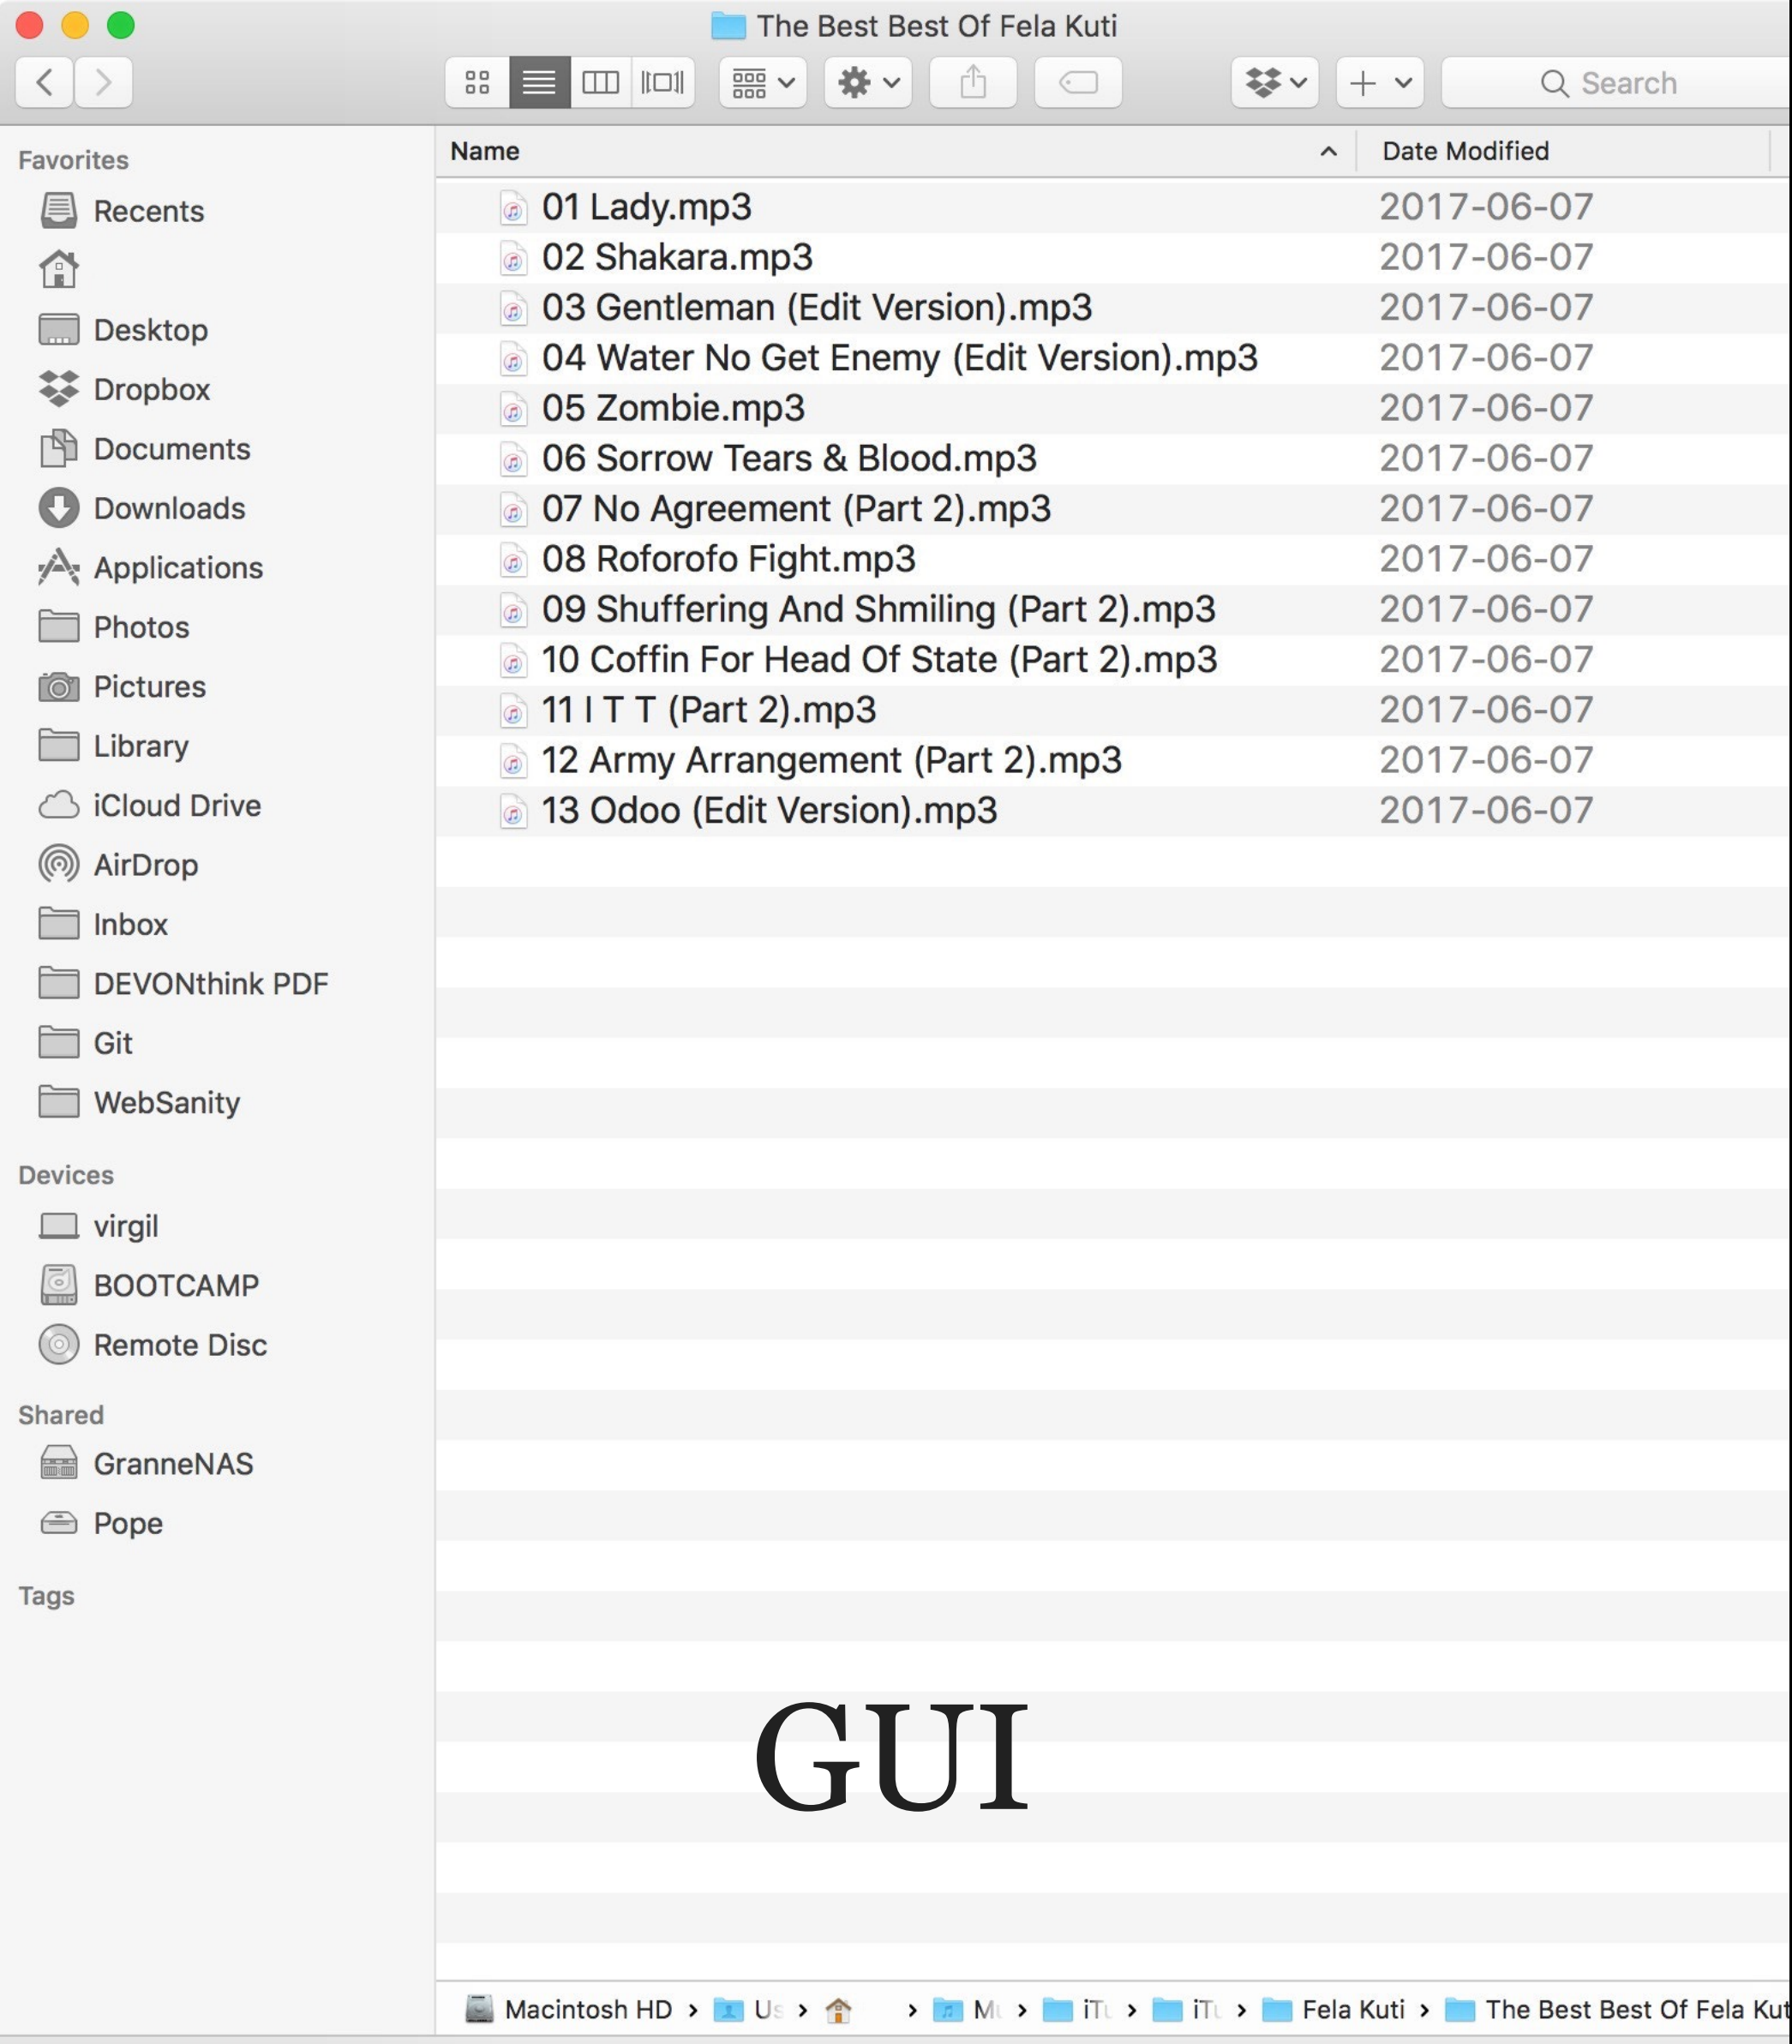 The Best Best Of Fela Kuti
Search
Favorites
Recents
Desktop
Dropbox
Documents
Downloads
Applications
Photos
Pictures
Library
iCloud Drive
AirDrop
Inbox
DEVONthink PDF
Git
WebSanity
Devices
virgil
BOOTCAMP
Remote Disc
Shared
GranneNAS
Pope
Tags
Name Date Modified
01 Lady.mp3 2017-06-07
02 Shakara.mp3 2017-06-07
03 Gentleman (Edit Version).mp3 2017-06-07
04 Water No Get Enemy (Edit Version).mp3 2017-06-07
05 Zombie.mp3 2017-06-07
06 Sorrow Tears & Blood.mp3 2017-06-07
07 No Agreement (Part 2).mp3 2017-06-07
08 Roforofo Fight.mp3 2017-06-07
09 Shuffering And Shmiling (Part 2).mp3 2017-06-07
10 Coffin For Head Of State (Part 2).mp3 2017-06-07
11 I T T (Part 2).mp3 2017-06-07
12 Army Arrangement (Part 2).mp3 2017-06-07
13 Odoo (Edit Version).mp3 2017-06-07
GUI
Macintosh HD › › › › › › Fela Kuti › The Best Best Of Fela Kut